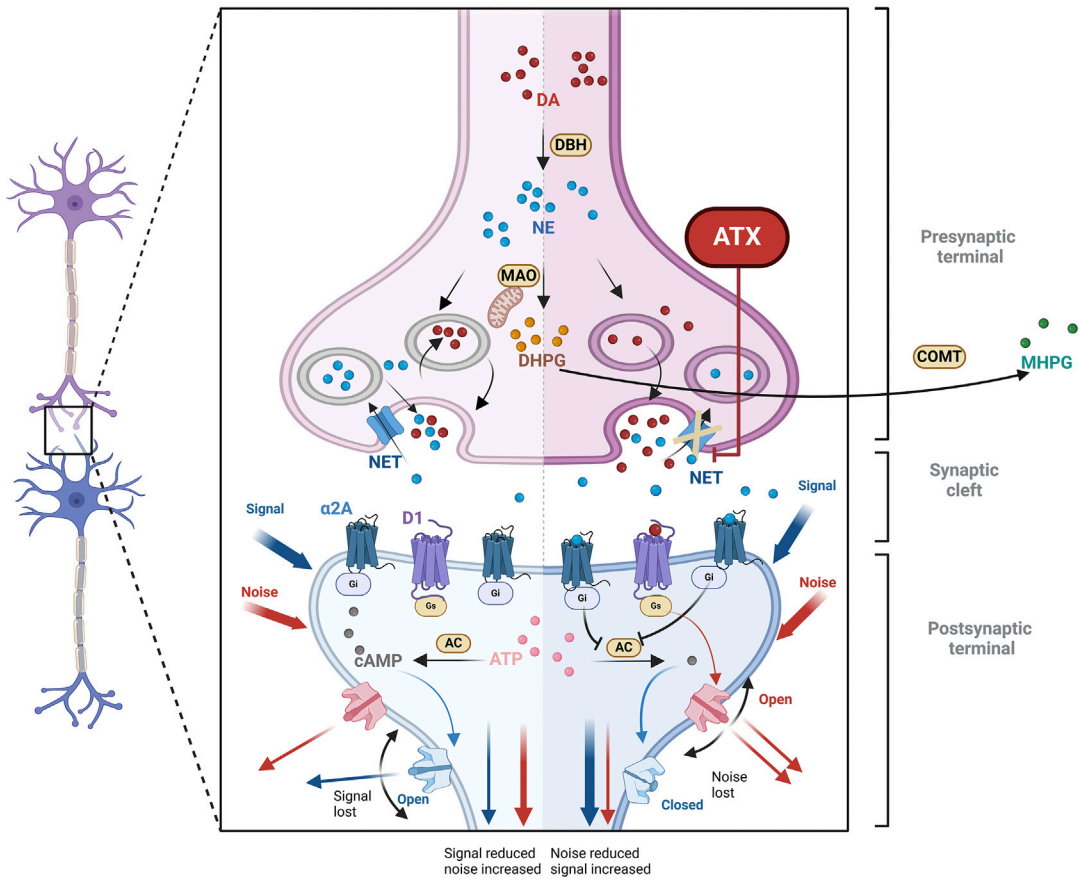 DA
DBH
NE
ATX
Presynaptic
terminal
MAO
DHPG
COMT
MHPG
NET
NET
Synaptic
cleft
Signal
α2A
D1
Signal
Gi
Gs
Gi
Gi
Gs
Gi
Noise
Noise
Postsynaptic
terminal
AC
AC
cAMP
ATP
Open
Signal
lost
Open
Closed
Noise
lost
Signal reduced
noise increased
Noise reduced
signal increased